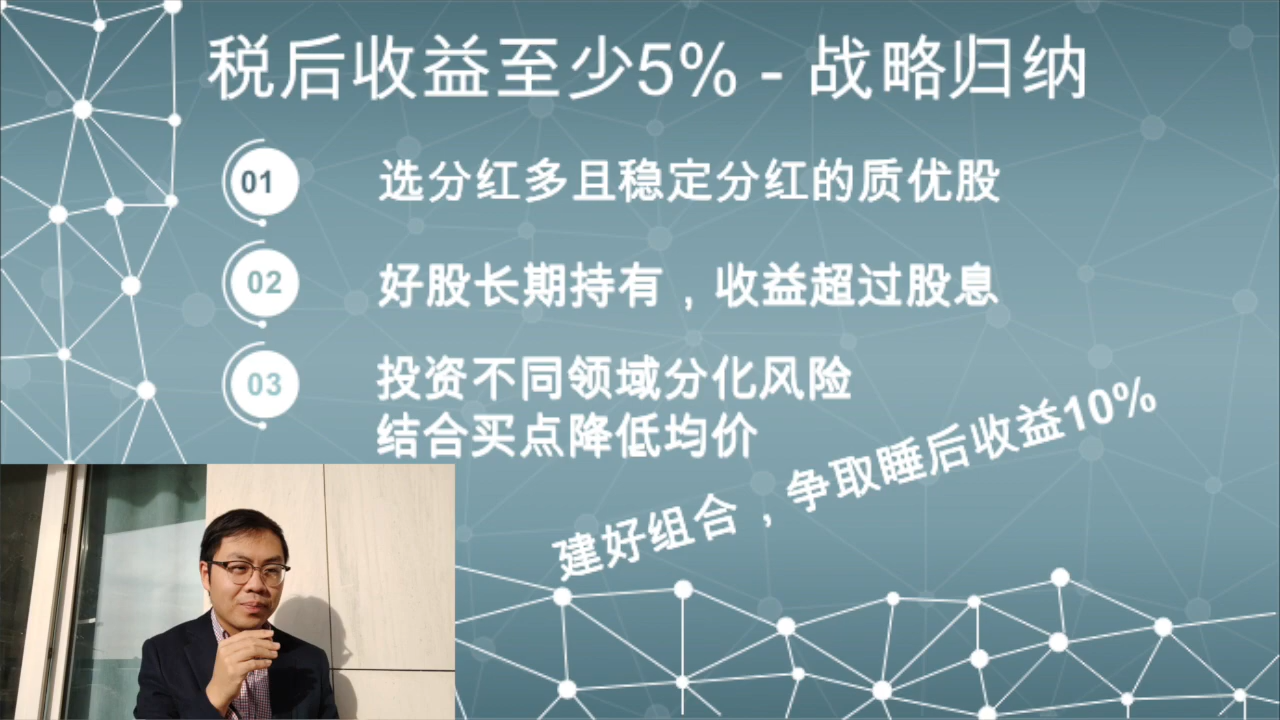 税后收益至少5% - 战略归纳
01 选分红多且稳定分红的质优股
02 好股长期持有，收益超过股息
03 投资不同领域分化风险
结合买点降低均价
建好组合，争取睡后收益10%